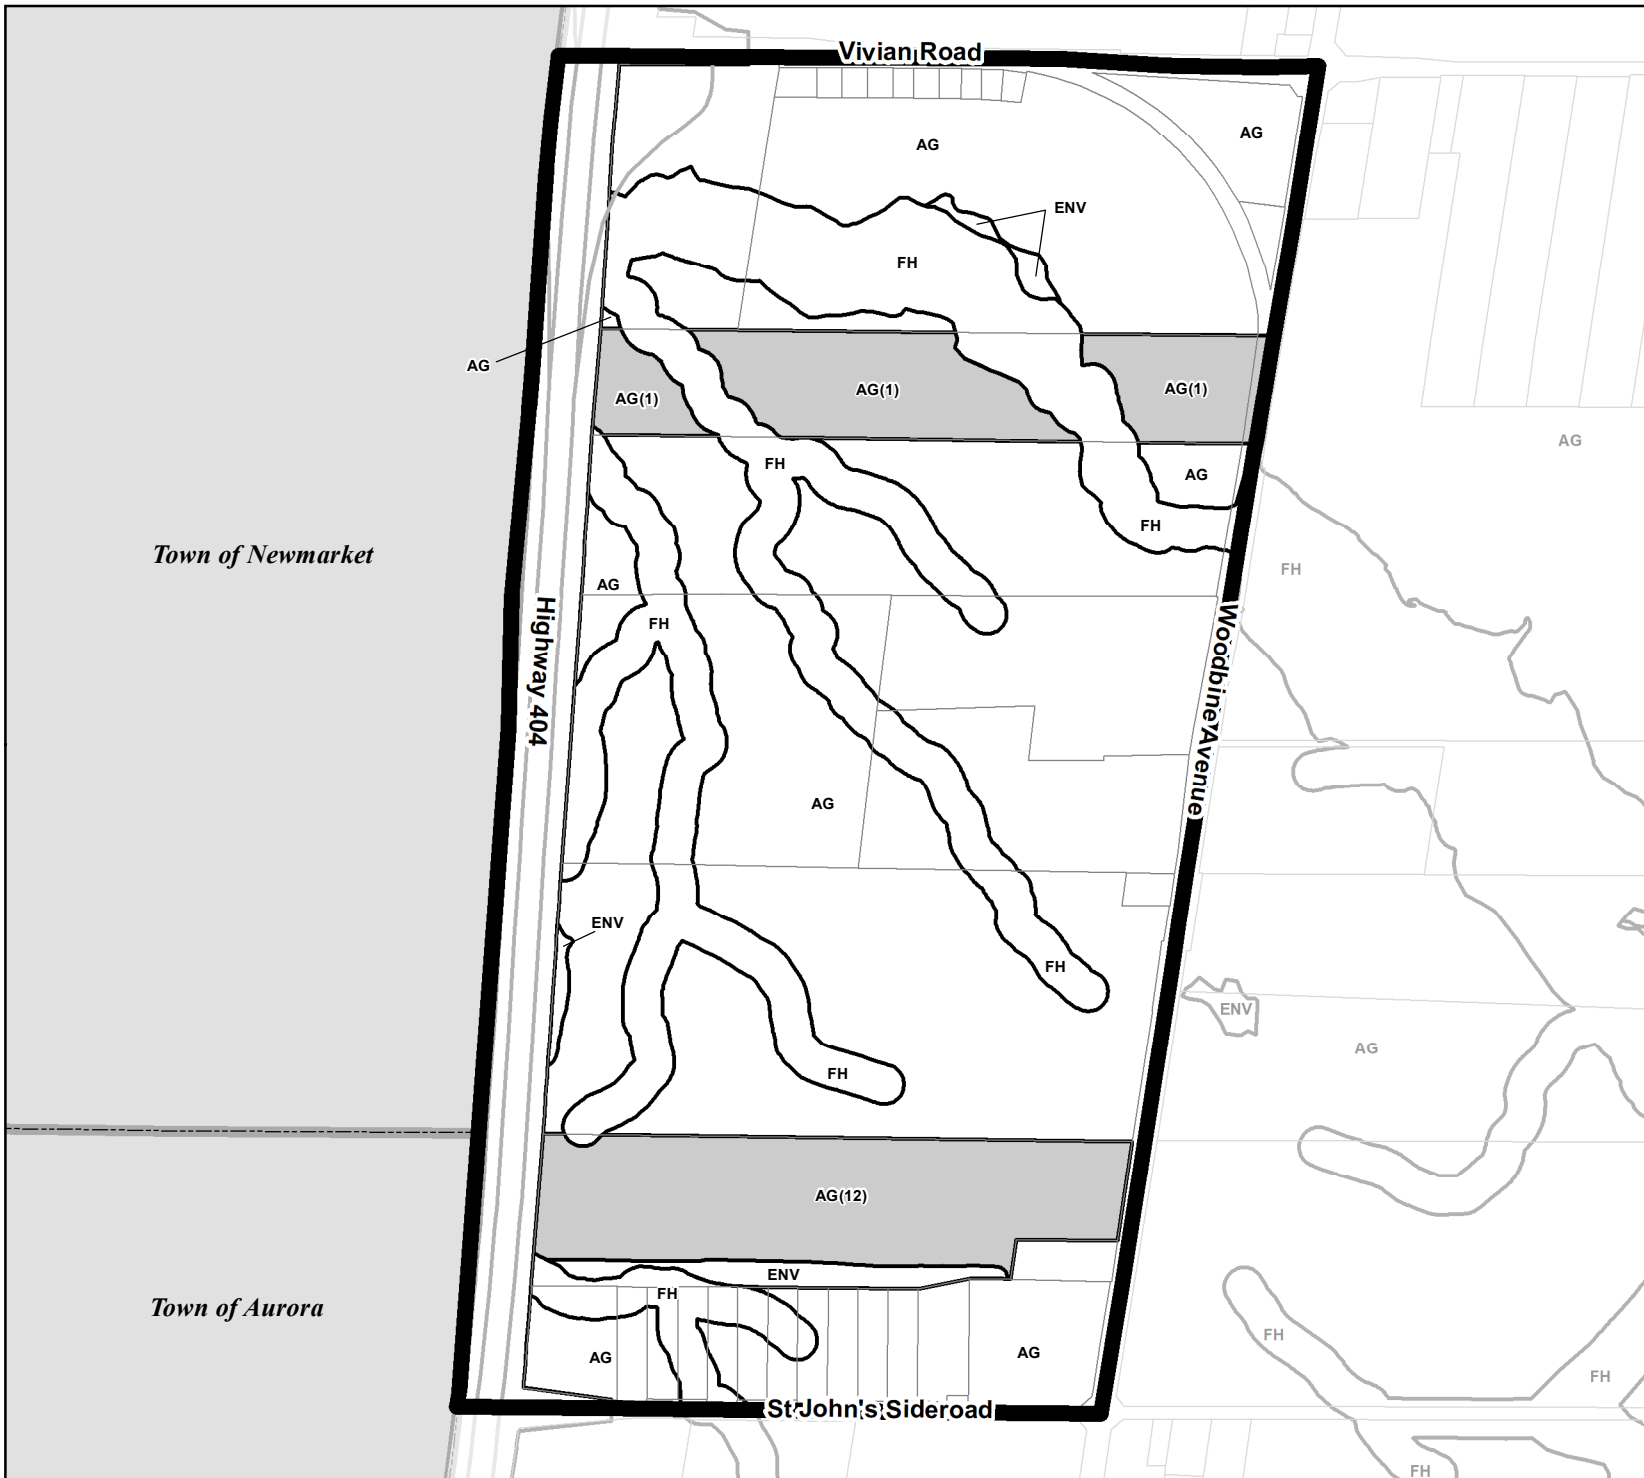 Vivian Road
AG
AG
ENV
FH
AG
AG(1)
AG(1)
AG(1)
AG
FH
AG
FH
Town of Newmarket
FH
AG
FH
Highway 404
Woodbine Avenue
AG
ENV
FH
ENV
AG
FH
AG(12)
ENV
FH
Town of Aurora
FH
AG
AG
FH
St John's Sideroad
FH